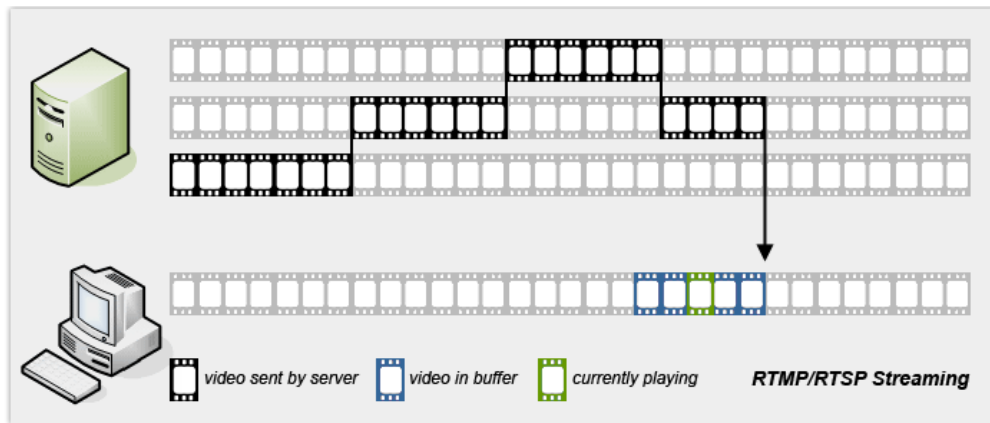 video sent by server
video in buffer
currently playing
RTMP/RTSP Streaming